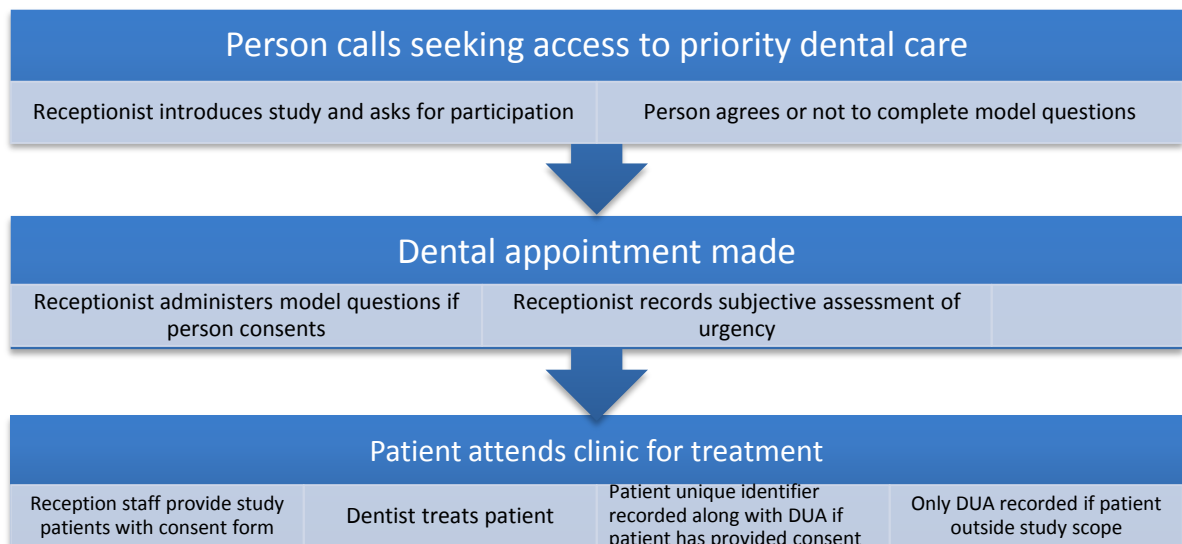 Person calls seeking access to priority dental care
Receptionist introduces study and asks for participation
Person agrees or not to complete model questions
Dental appointment made
Receptionist administers model questions if
person consents
Receptionist records subjective assessment of
urgency
Patient attends clinic for treatment
Reception staff provide study
patients with consent form
Dentist treats patient
Patient unique identifier
recorded along with DUA if
patient has provided consent
Only DUA recorded if patient
outside study scope